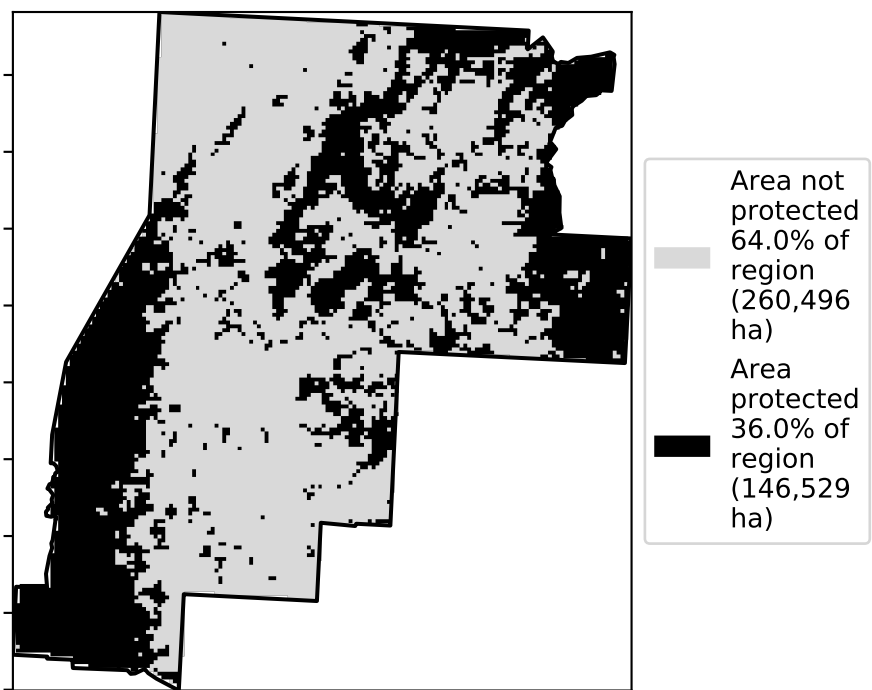 Area not
protected
64.0% of
region
(260,496
ha)
Area
protected
36.0% of
region
(146,529
ha)